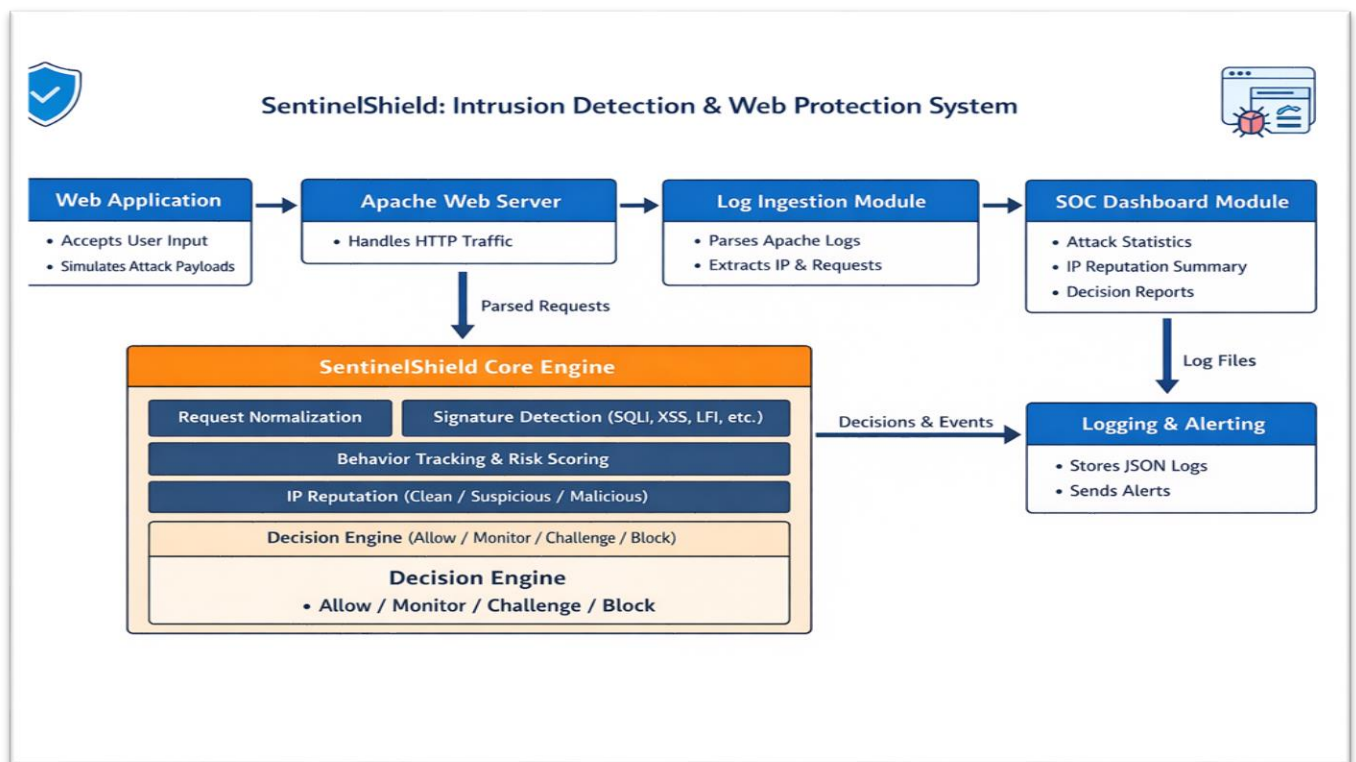 SentinelShield: Intrusion Detection & Web Protection System
Web Application
• Accepts User Input
• Simulates Attack Payloads
Apache Web Server
• Handles HTTP Traffic
Log Ingestion Module
• Parses Apache Logs
• Extracts IP & Requests
SOC Dashboard Module
• Attack Statistics
• IP Reputation Summary
• Decision Reports
Parsed Requests
Log Files
SentinelShield Core Engine
Request Normalization
Signature Detection (SQLI, XSS, LFI, etc.)
Behavior Tracking & Risk Scoring
IP Reputation (Clean / Suspicious / Malicious)
Decision Engine (Allow / Monitor / Challenge / Block)
Decision Engine
• Allow / Monitor / Challenge / Block
Decisions & Events
Logging & Alerting
• Stores JSON Logs
• Sends Alerts